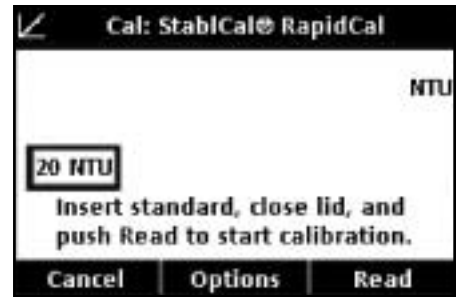 Cal: StablCal® RapidCal
NTU
20 NTU
Insert standard, close lid, and
push Read to start calibration.
Cancel Options Read